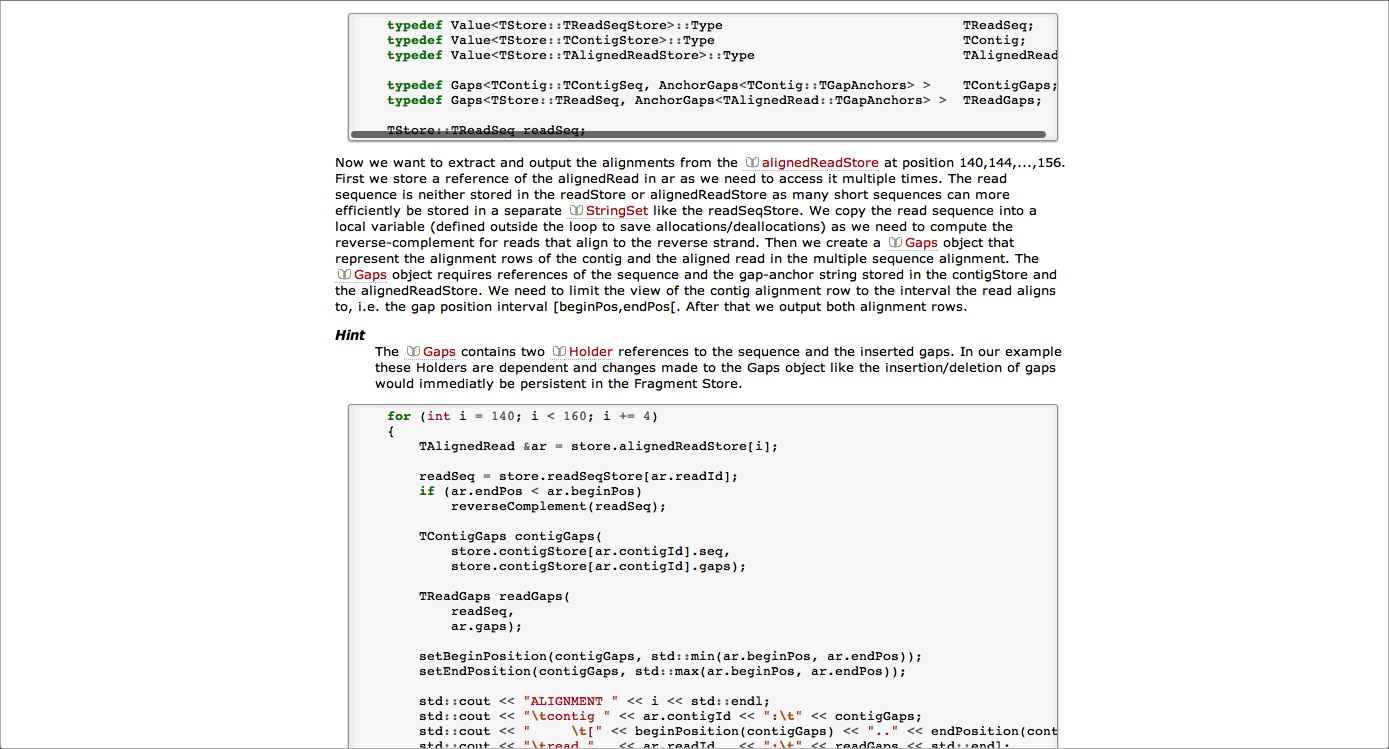 typedef Value<TStore::TReadSeqStore>::Type TReadSeq;
typedef Value<TStore::TContigStore>::Type TContig;
typedef Value<TStore::TAlignedReadStore>::Type TAlignedRead
typedef Gaps<TContig::TContigSeq, AnchorGaps<TContig::TGapAnchors> > TContigGaps;
typedef Gaps<TStore::TReadSeq, AnchorGaps<TAlignedRead::TGapAnchors> > TReadGaps;
TStore::TReadSeq readSeq;
Now we want to extract and output the alignments from the alignedReadStore at position 140,144,...,156.
First we store a reference of the alignedRead in ar as we need to access it multiple times. The read
sequence is neither stored in the readStore or alignedReadStore as many short sequences can more
efficiently be stored in a separate StringSet like the readSeqStore. We copy the read sequence into a
local variable (defined outside the loop to save allocations/deallocations) as we need to compute the
reverse-complement for reads that align to the reverse strand. Then we create a Gaps object that
represent the alignment rows of the contig and the aligned read in the multiple sequence alignment. The
Gaps object requires references of the sequence and the gap-anchor string stored in the contigStore and
the alignedReadStore. We need to limit the view of the contig alignment row to the interval the read aligns
to, i.e. the gap position interval [beginPos,endPos[. After that we output both alignment rows.
Hint
The Gaps contains two Holder references to the sequence and the inserted gaps. In our example
these Holders are dependent and changes made to the Gaps object like the insertion/deletion of gaps
would immediatly be persistent in the Fragment Store.
for (int i = 140; i < 160; i += 4)
{
TAlignedRead &ar = store.alignedReadStore[i];
readSeq = store.readSeqStore[ar.readId];
if (ar.endPos < ar.beginPos)
reverseComplement(readSeq);
TContigGaps contigGaps(
store.contigStore[ar.contigId].seq,
store.contigStore[ar.contigId].gaps);
TReadGaps readGaps(
readSeq,
ar.gaps);
setBeginPosition(contigGaps, std::min(ar.beginPos, ar.endPos));
setEndPosition(contigGaps, std::max(ar.beginPos, ar.endPos));
std::cout << "ALIGNMENT " << i << std::endl;
std::cout << "\tcontig " << ar.contigId << ":\t" << contigGaps;
std::cout << "     \t[" << beginPosition(contigGaps) << ".." << endPosition(cont
std::cout << "\tread "   << ar.readId   << ":\t" << readGaps << std::endl;